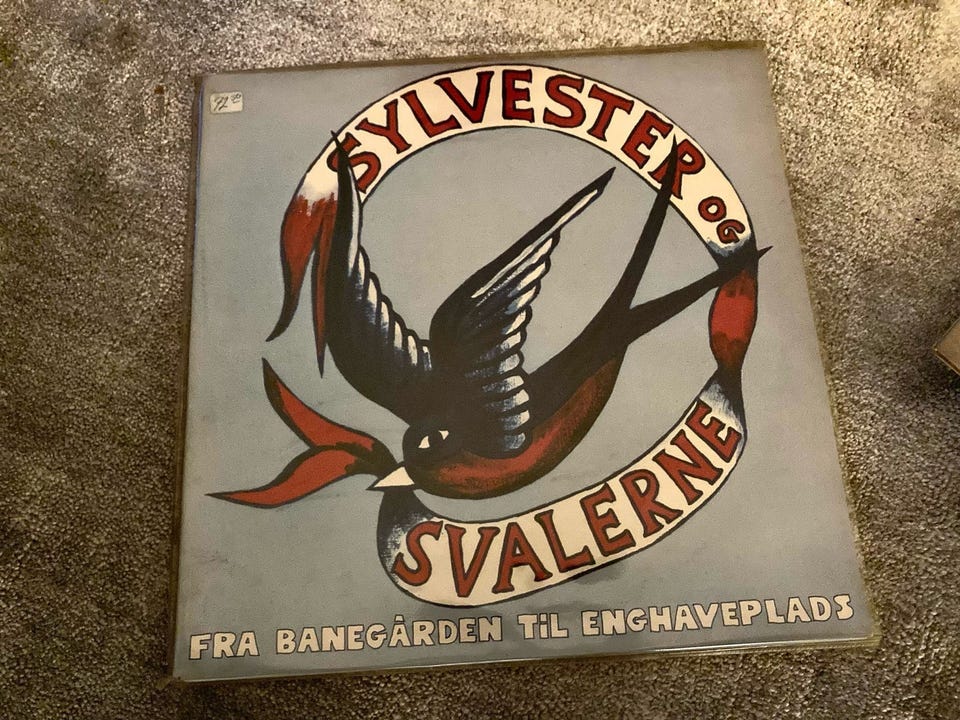 SYLVESTER OG
SVALERNE
FRA BANEGÅRDEN TIL ENGHAVEPLADS